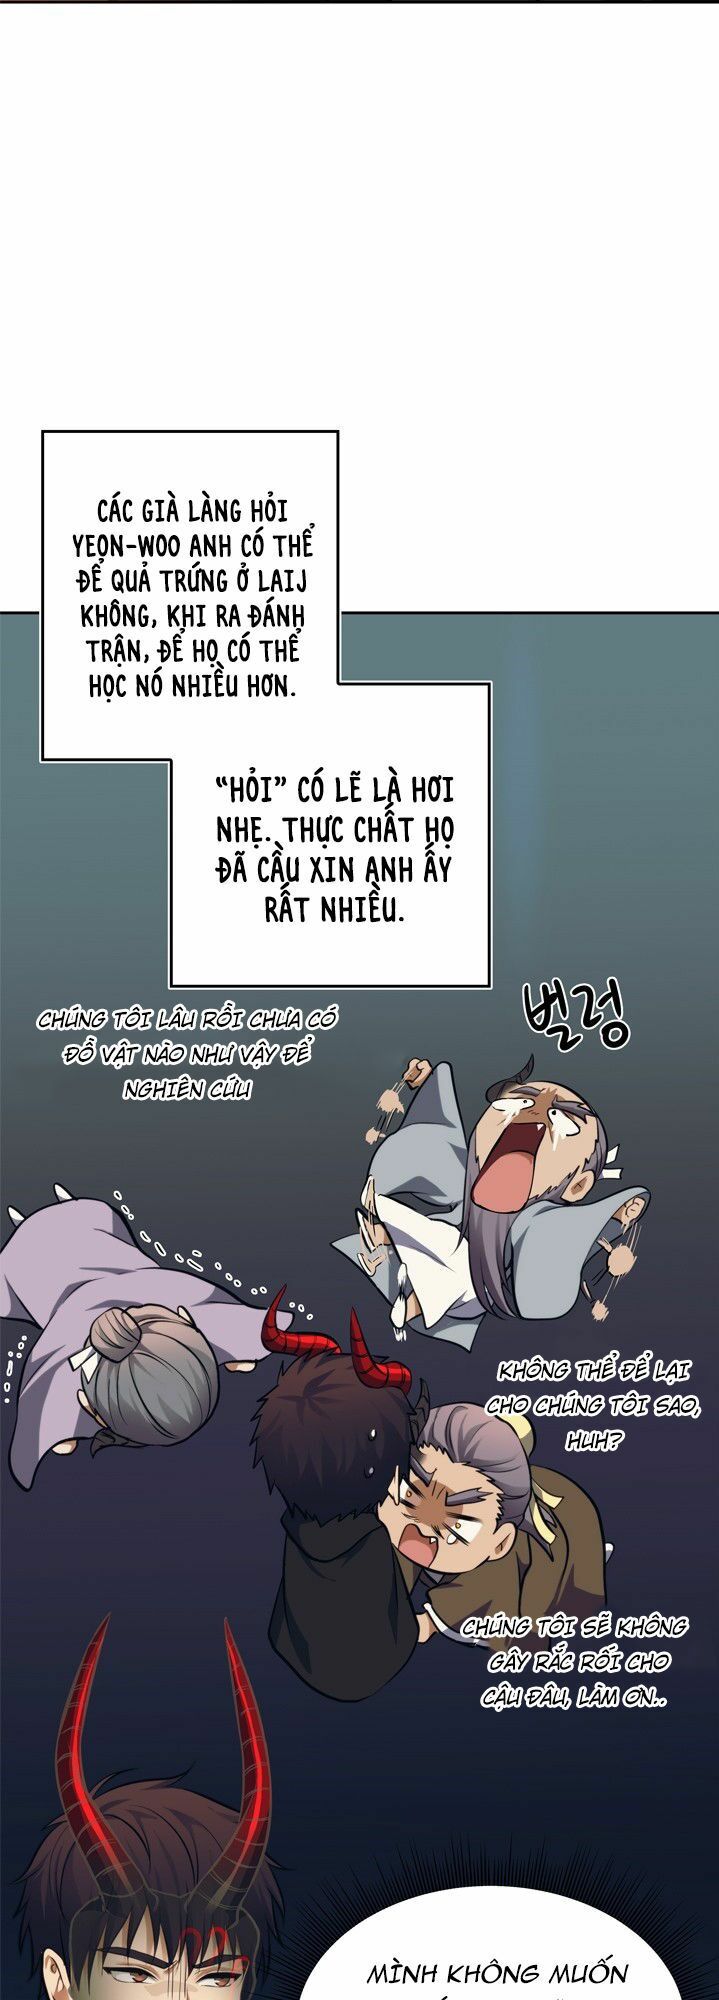 CÁC GIÀ LÀNG HỎI
YEON-WOO ANH CÓ THỂ
ĐỂ QUẢ TRỨNG Ở LAIJ
KHÔNG, KHI RA ĐÁNH
TRẬN, ĐỂ HỌ CÓ THỂ
HỌC NÓ NHIỀU HƠN.
"HỎI" CÓ LẼ LÀ HƠI
NHẸ. THỰC CHẤT HỌ
ĐÃ CẦU XIN ANH ẤY
RẤT NHIỀU.
벌렁
CHÚNG TÔI LÂU RỒI CHƯA CÓ
ĐỒ VẬT NÀO NHƯ VẬY ĐỂ
NGHIÊN CỨU
KHÔNG THỂ ĐỂ LẠI
CHO CHÚNG TÔI SAO,
HUH?
CHÚNG TÔI SẼ KHÔNG
GÂY RẮC RỐI CHO
CẬU ĐÂU, LÀM ƠN..
MÌNH KHÔNG MUỐN